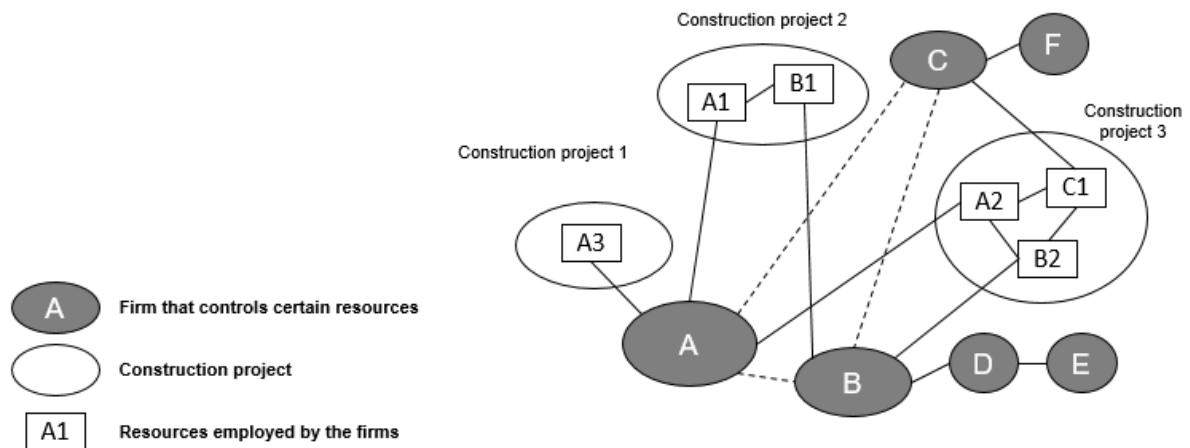 Construction project 2
C
F
A1
B1
Construction
project 3
Construction project 1
A2
C1
A3
B2
A
Firm that controls certain resources
A
B
D
E
Construction project
A1
Resources employed by the firms